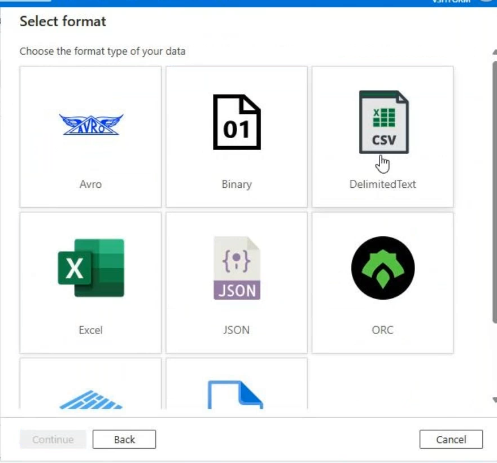 Select format
Choose the format type of your data
AVRO
01
CSV
Avro
Binary
DelimitedText
X
{ }
JSON
Excel
JSON
ORC
Continue
Back
Cancel